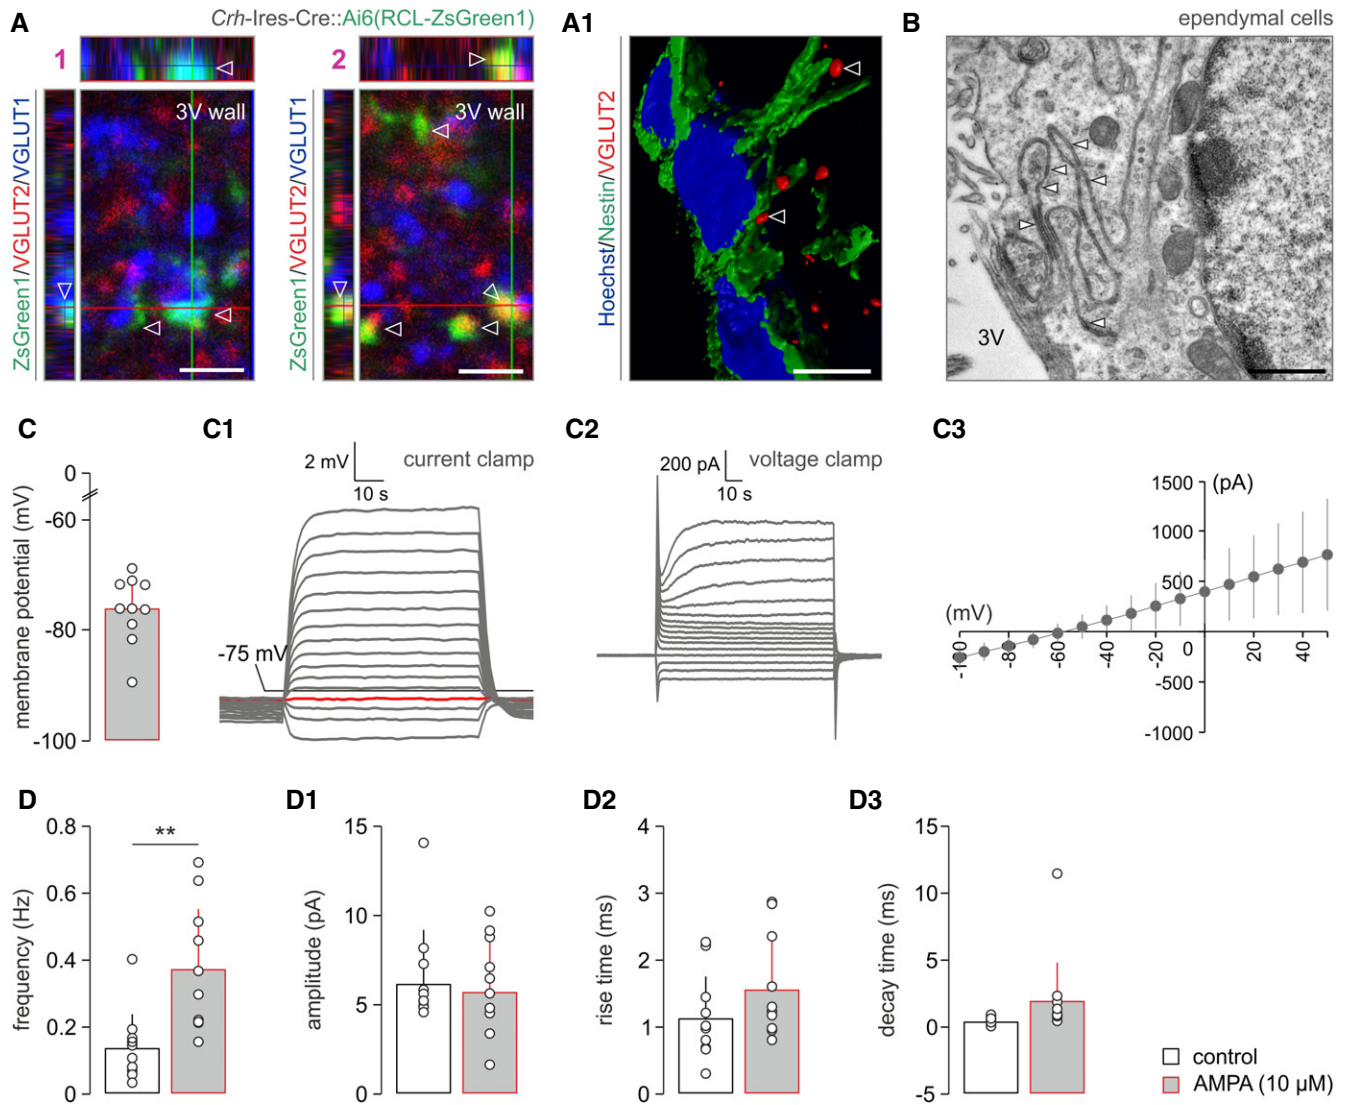 A
Crh-Ires-Cre::Ai6(RCL-ZsGreen1)
1
2
ZsGreen1/VGLUT2/VGLUT1
3V wall
ZsGreen1/VGLUT2/VGLUT1
3V wall
A1
Hoechst/Nestin/VGLUT2
B
ependymal cells
3V
C
membrane potential (mV)
0
-60
-80
-100
C1
2 mV
10 s
current clamp
-75 mV
C2
200 pA
10 s
voltage clamp
C3
(pA)
(mV)
1500
1000
500
0
-500
-1000
-100
-80
-60
-40
-20
20
40
D
frequency (Hz)
0.8
0.6
0.4
0.2
0
**
D1
amplitude (pA)
15
10
5
0
D2
rise time (ms)
4
3
2
1
0
D3
decay time (ms)
15
10
5
0
-5
control
AMPA (10 µM)